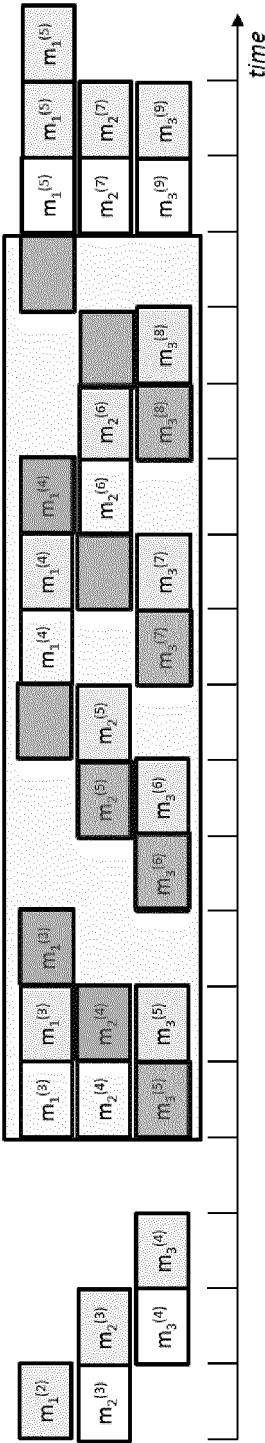 m₁⁽²⁾ m₁⁽³⁾ m₁⁽³⁾ m₁⁽³⁾ m₁⁽⁴⁾ m₁⁽⁴⁾ m₁⁽⁴⁾ m₁⁽⁵⁾ m₁⁽⁵⁾ m₁⁽⁵⁾
m₂⁽³⁾ m₂⁽³⁾ m₂⁽⁴⁾ m₂⁽⁴⁾ m₂⁽⁵⁾ m₂⁽⁵⁾ m₂⁽⁶⁾ m₂⁽⁶⁾ m₂⁽⁷⁾ m₂⁽⁷⁾
m₃⁽⁴⁾ m₃⁽⁴⁾ m₃⁽⁵⁾ m₃⁽⁵⁾ m₃⁽⁶⁾ m₃⁽⁶⁾ m₃⁽⁷⁾ m₃⁽⁷⁾ m₃⁽⁸⁾ m₃⁽⁸⁾ m₃⁽⁹⁾ m₃⁽⁹⁾
time